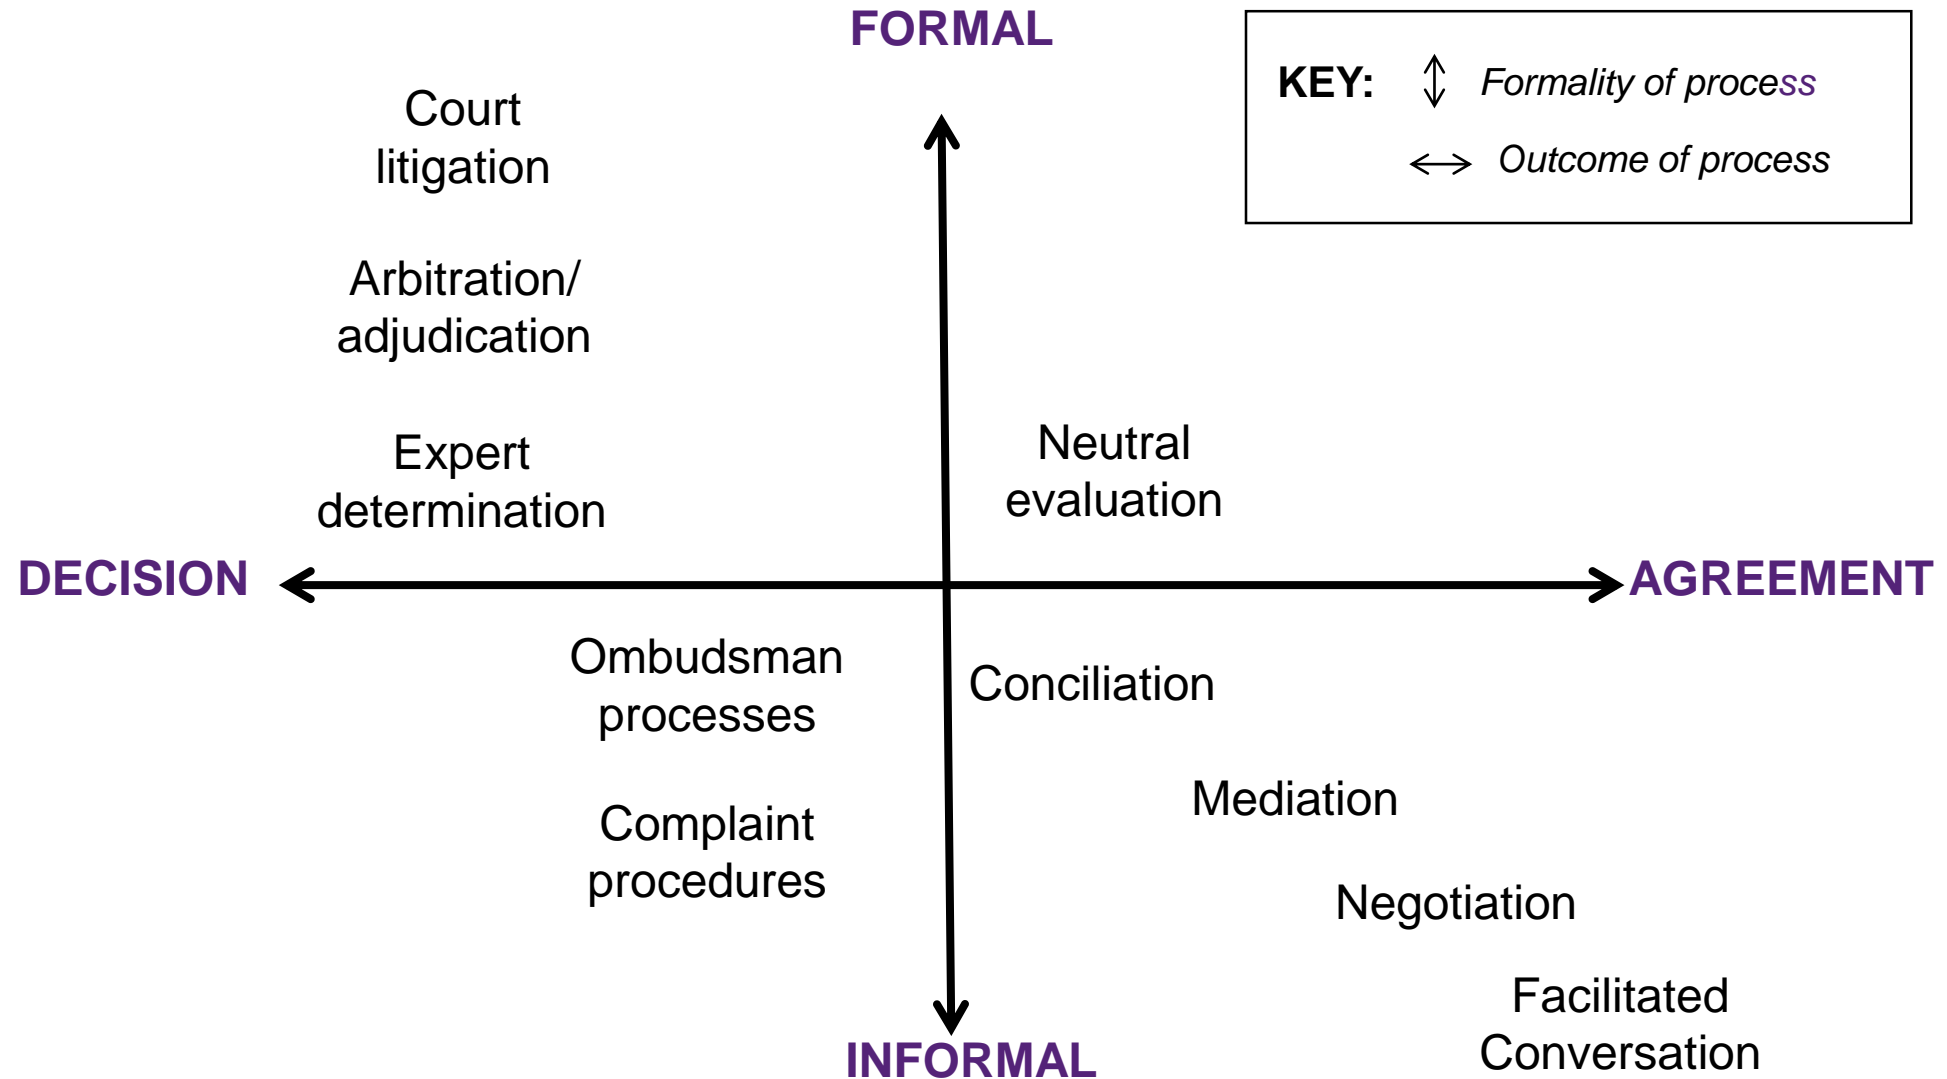 FORMAL
KEY:
Formality of process
Outcome of process
Court
litigation
Arbitration/
adjudication
Expert
determination
Neutral
evaluation
DECISION
AGREEMENT
Ombudsman
processes
Conciliation
Mediation
Complaint
procedures
Negotiation
Facilitated
Conversation
INFORMAL